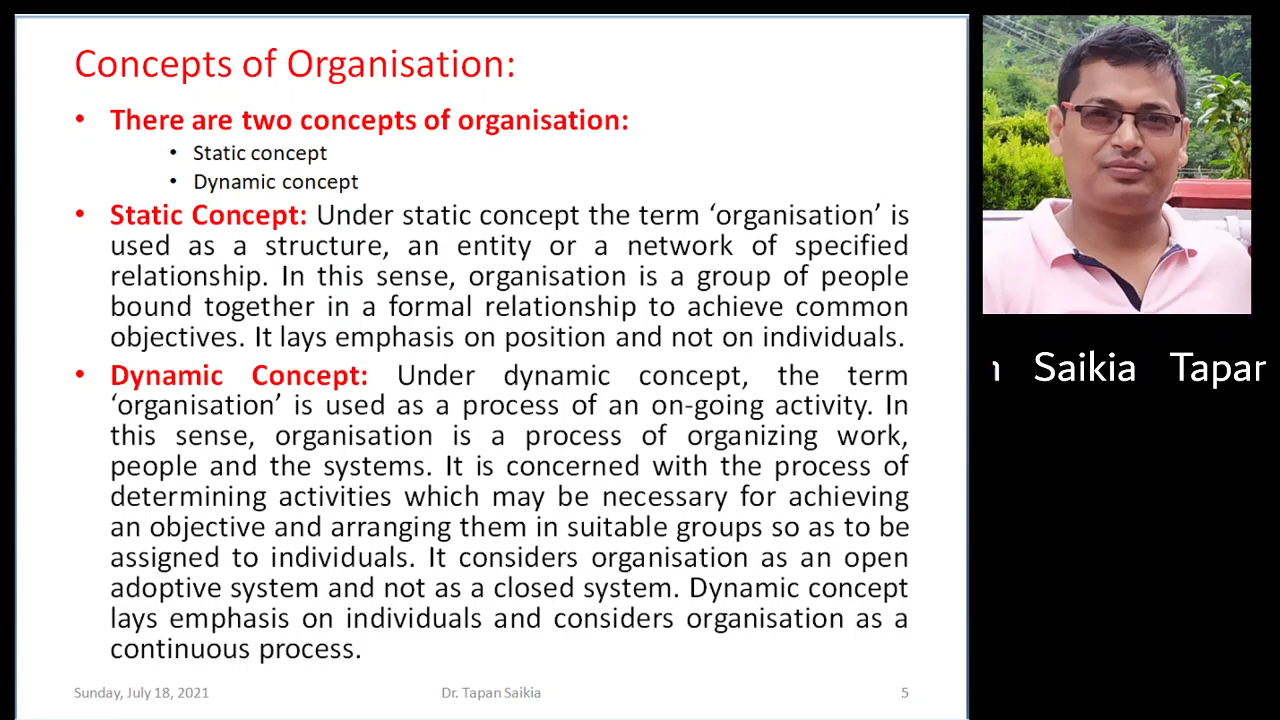 Concepts of Organisation:
• There are two concepts of organisation:
• Static concept
• Dynamic concept
• Static Concept: Under static concept the term ‘organisation’ is
used as a structure, an entity or a network of specified
relationship. In this sense, organisation is a group of people
bound together in a formal relationship to achieve common
objectives. It lays emphasis on position and not on individuals.
• Dynamic Concept: Under dynamic concept, the term
‘organisation’ is used as a process of an on-going activity. In
this sense, organisation is a process of organizing work,
people and the systems. It is concerned with the process of
determining activities which may be necessary for achieving
an objective and arranging them in suitable groups so as to be
assigned to individuals. It considers organisation as an open
adoptive system and not as a closed system. Dynamic concept
lays emphasis on individuals and considers organisation as a
continuous process.
Sunday, July 18, 2021 Dr. Tapan Saikia 5
n Saikia Tapar